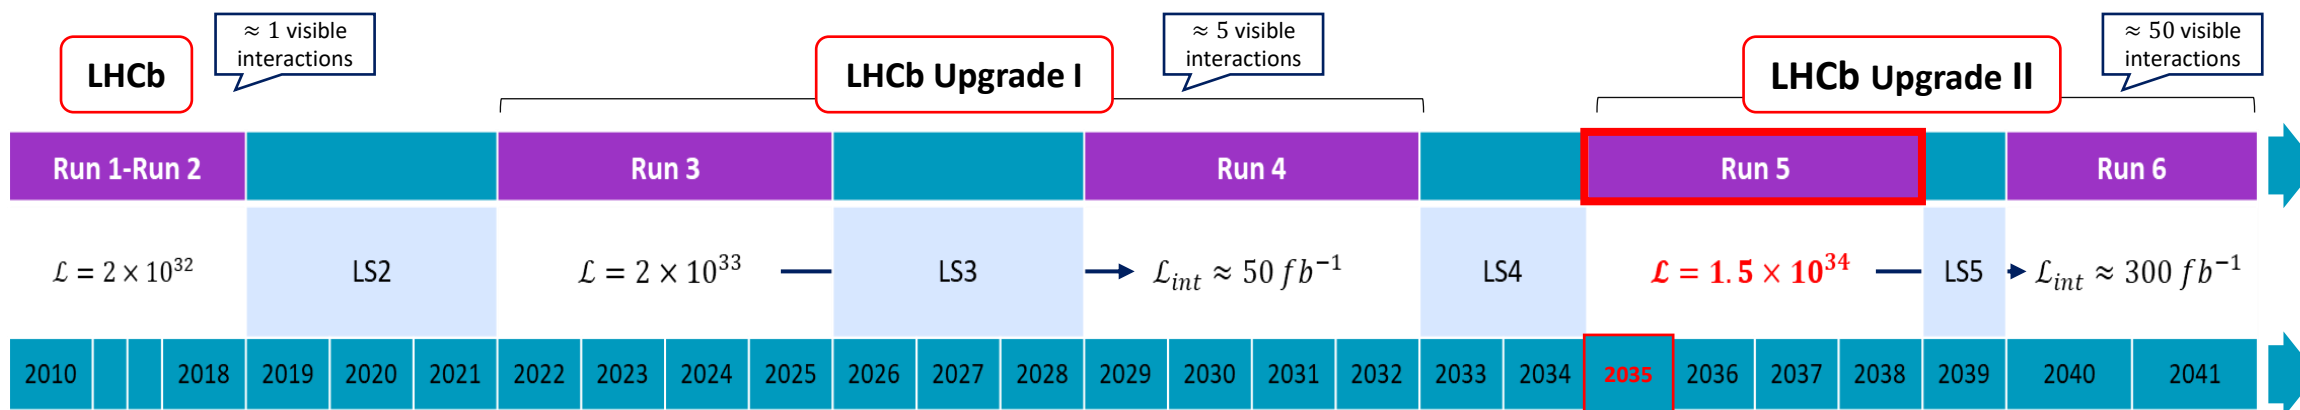 ≈ 1 visible
interactions
≈ 5 visible
interactions
≈ 50 visible
interactions
LHCb
LHCb Upgrade I
LHCb Upgrade II
Run 1-Run 2
Run 3
Run 4
Run 5
Run 6
ℒ = 2 × 10³²
LS2
ℒ = 2 × 10³³
LS3
ℒ_int ≈ 50 fb⁻¹
LS4
ℒ = 1.5 × 10³⁴
LS5
ℒ_int ≈ 300 fb⁻¹
2010
2018
2019
2020
2021
2022
2023
2024
2025
2026
2027
2028
2029
2030
2031
2032
2033
2034
2035
2036
2037
2038
2039
2040
2041